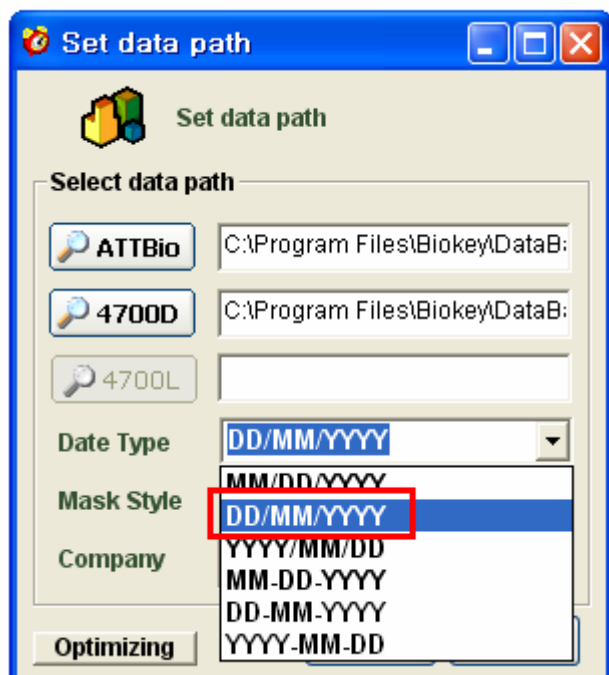 Set data path
Set data path
Select data path
ATTBio C:\Program Files\Biokey\DataBa
4700D C:\Program Files\Biokey\DataBa
4700L
Date Type DD/MM/YYYY
MM/DD/YYYY
Mask Style
DD/MM/YYYY
YYYY/MM/DD
Company
MM-DD-YYYY
DD-MM-YYYY
YYYY-MM-DD
Optimizing